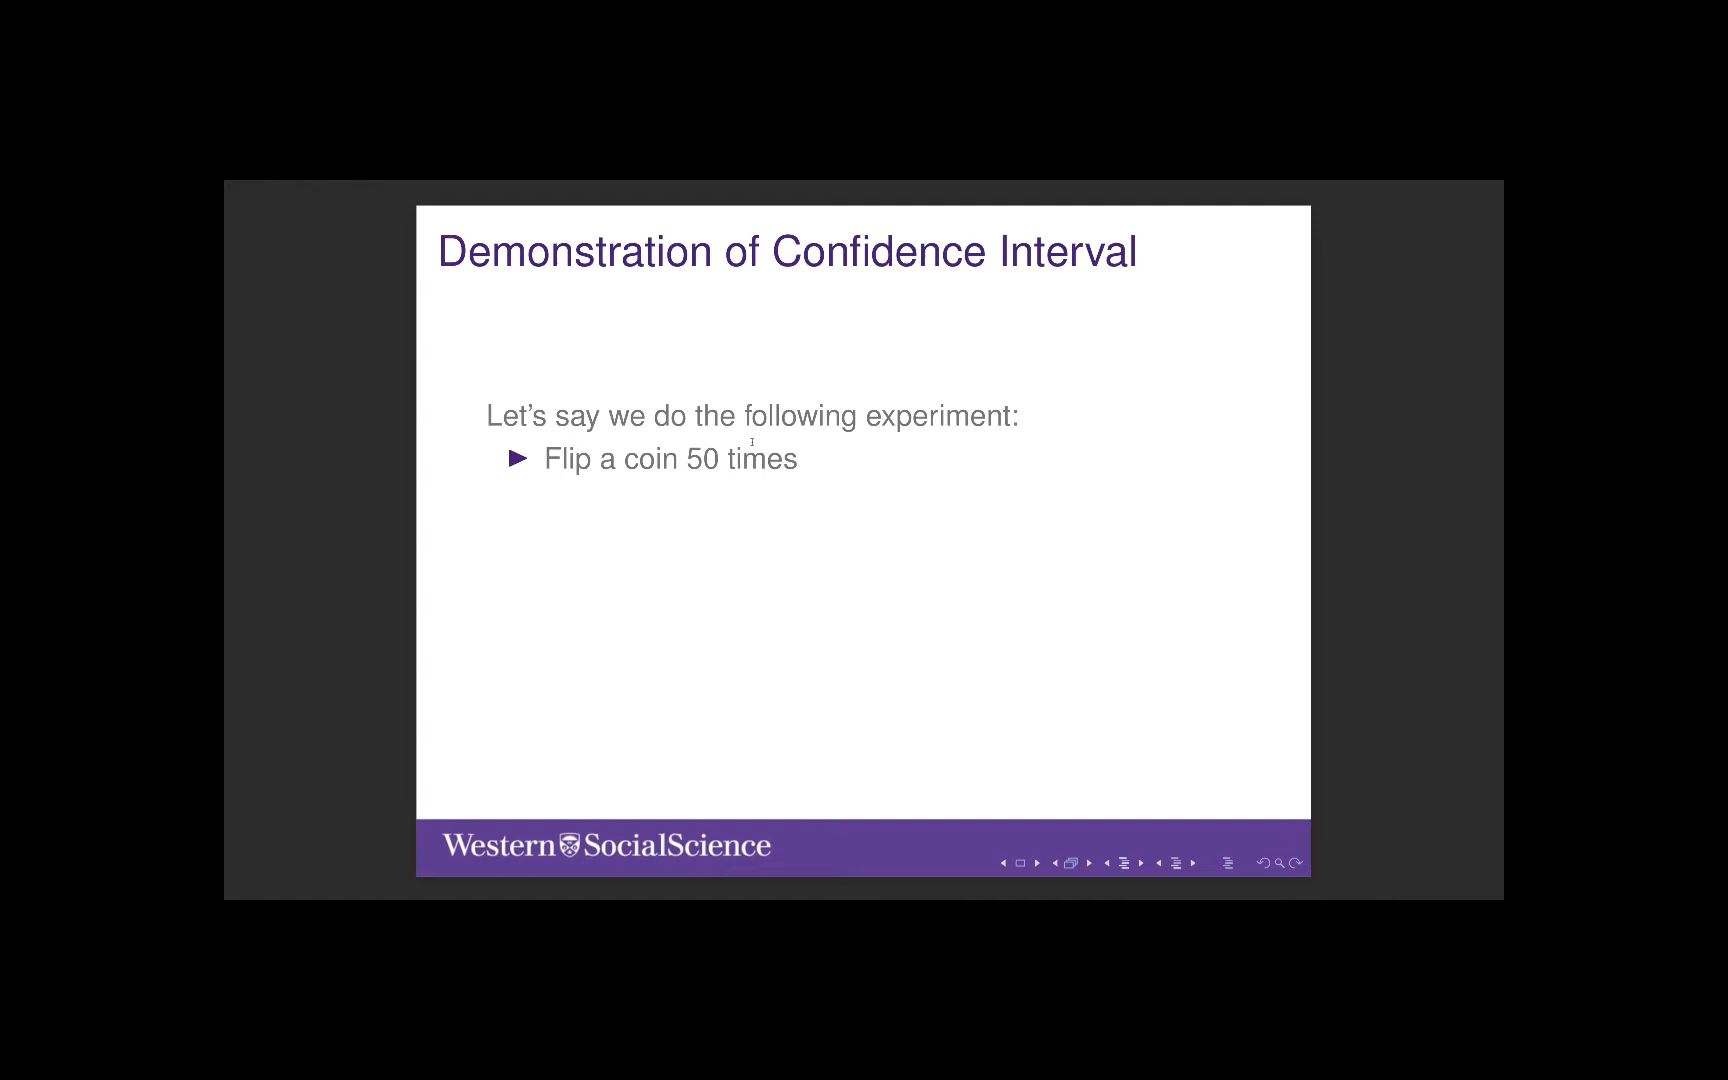 Demonstration of Confidence Interval
Let's say we do the following experiment:
Flip a coin 50 times
Western SocialScience